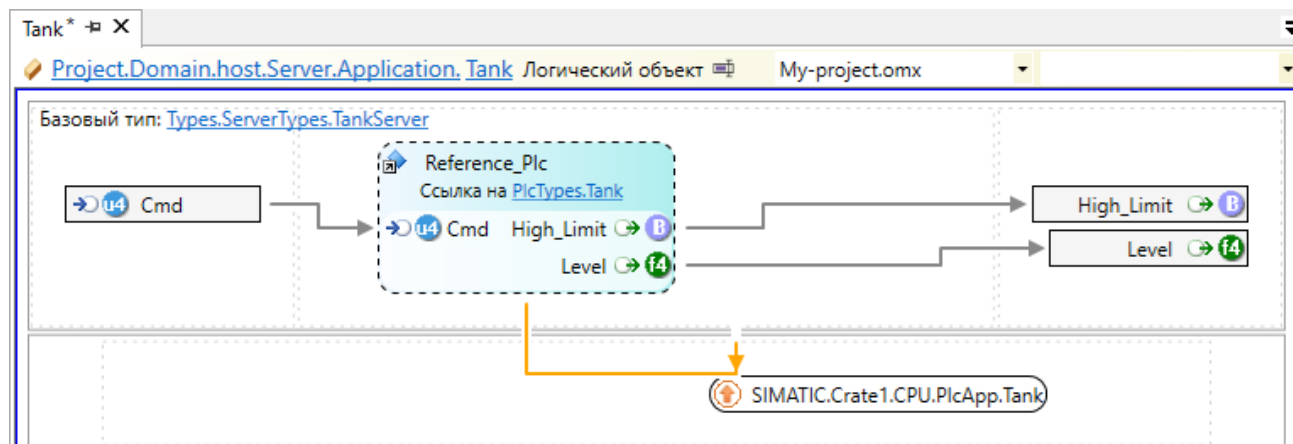 Tank*
Project.Domain.host.Server.Application. Tank Логический объект My-project.omx
Базовый тип: Types.ServerTypes.TankServer
Reference_Plc
Ссылка на PlcTypes.Tank
u4 Cmd
u4 Cmd High_Limit B
Level f4
High_Limit B
Level f4
SIMATIC.Crate1.CPU.PlcApp.Tank